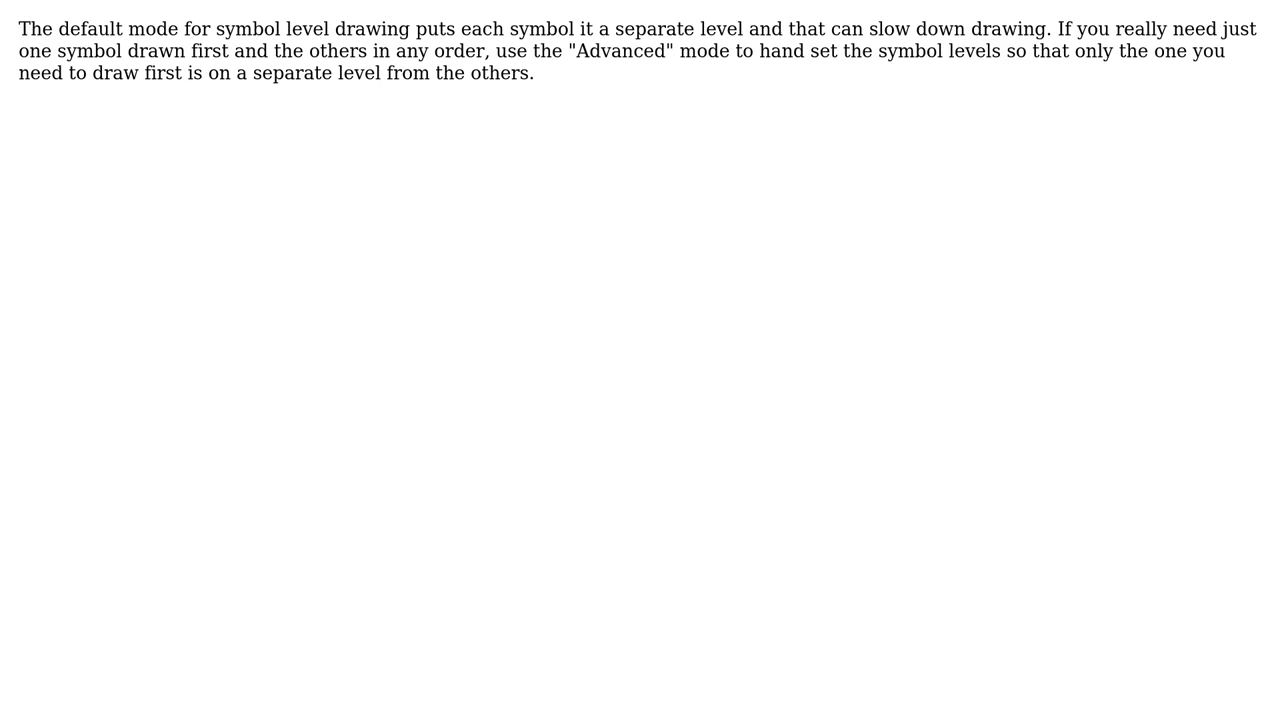 The default mode for symbol level drawing puts each symbol it a separate level and that can slow down drawing. If you really need just
one symbol drawn first and the others in any order, use the "Advanced" mode to hand set the symbol levels so that only the one you
need to draw first is on a separate level from the others.